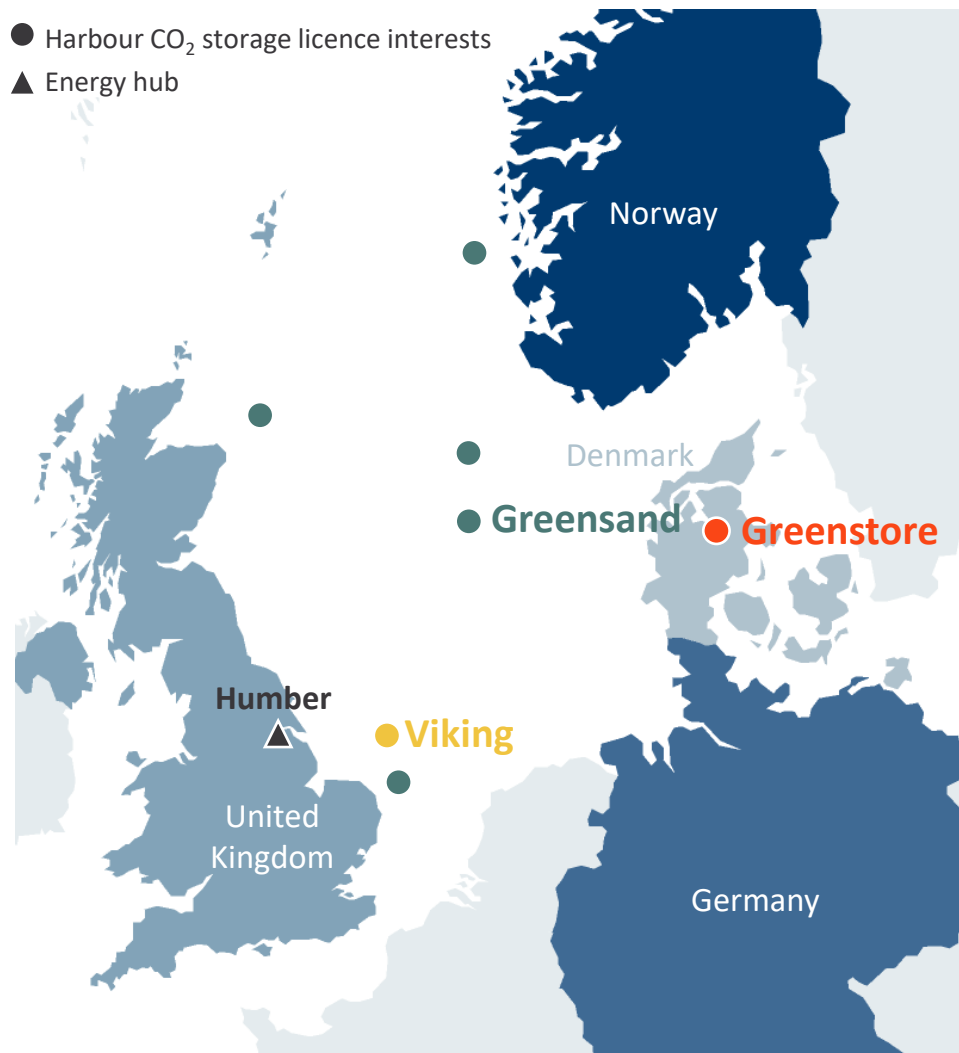 Harbour CO₂ storage licence interests
Energy hub
Norway
Denmark
Greensand
Greenstore
Humber
Viking
United
Kingdom
Germany